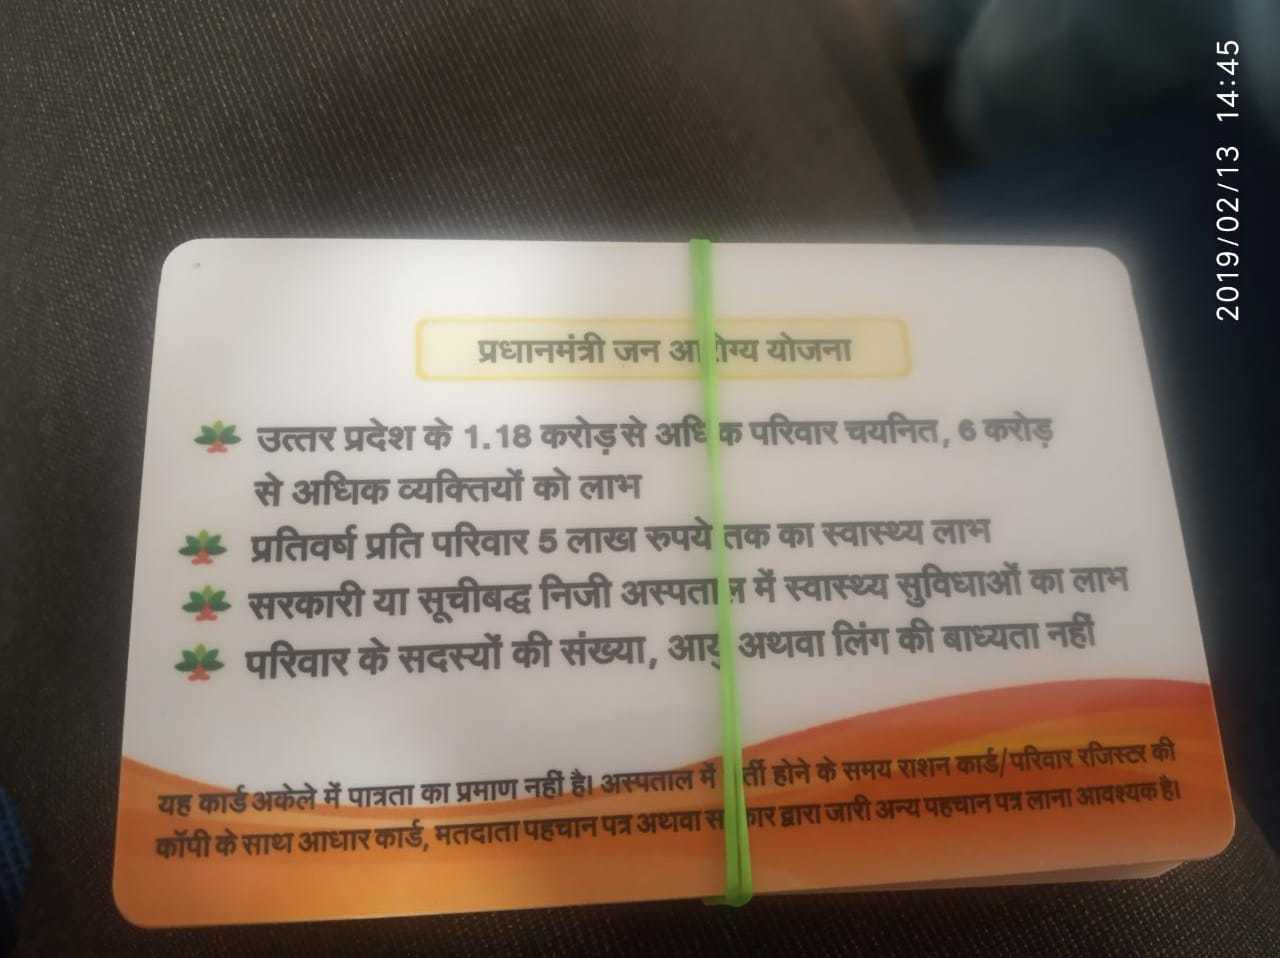 प्रधानमंत्री जन आरोग्य योजना
उत्तर प्रदेश के 1.18 करोड़ से अधिक परिवार चयनित, 6 करोड़
से अधिक व्यक्तियों को लाभ
प्रतिवर्ष प्रति परिवार 5 लाख रुपये तक का स्वास्थ्य लाभ
सरकारी या सूचीबद्ध निजी अस्पताल में स्वास्थ्य सुविधाओं का लाभ
परिवार के सदस्यों की संख्या, आयु अथवा लिंग की बाध्यता नहीं
यह कार्ड अकेले में पात्रता का प्रमाण नहीं है। अस्पताल में भर्ती होने के समय राशन कार्ड/परिवार रजिस्टर की
कॉपी के साथ आधार कार्ड, मतदाता पहचान पत्र अथवा सरकार द्वारा जारी अन्य पहचान पत्र लाना आवश्यक है।
2019/02/13 14:45